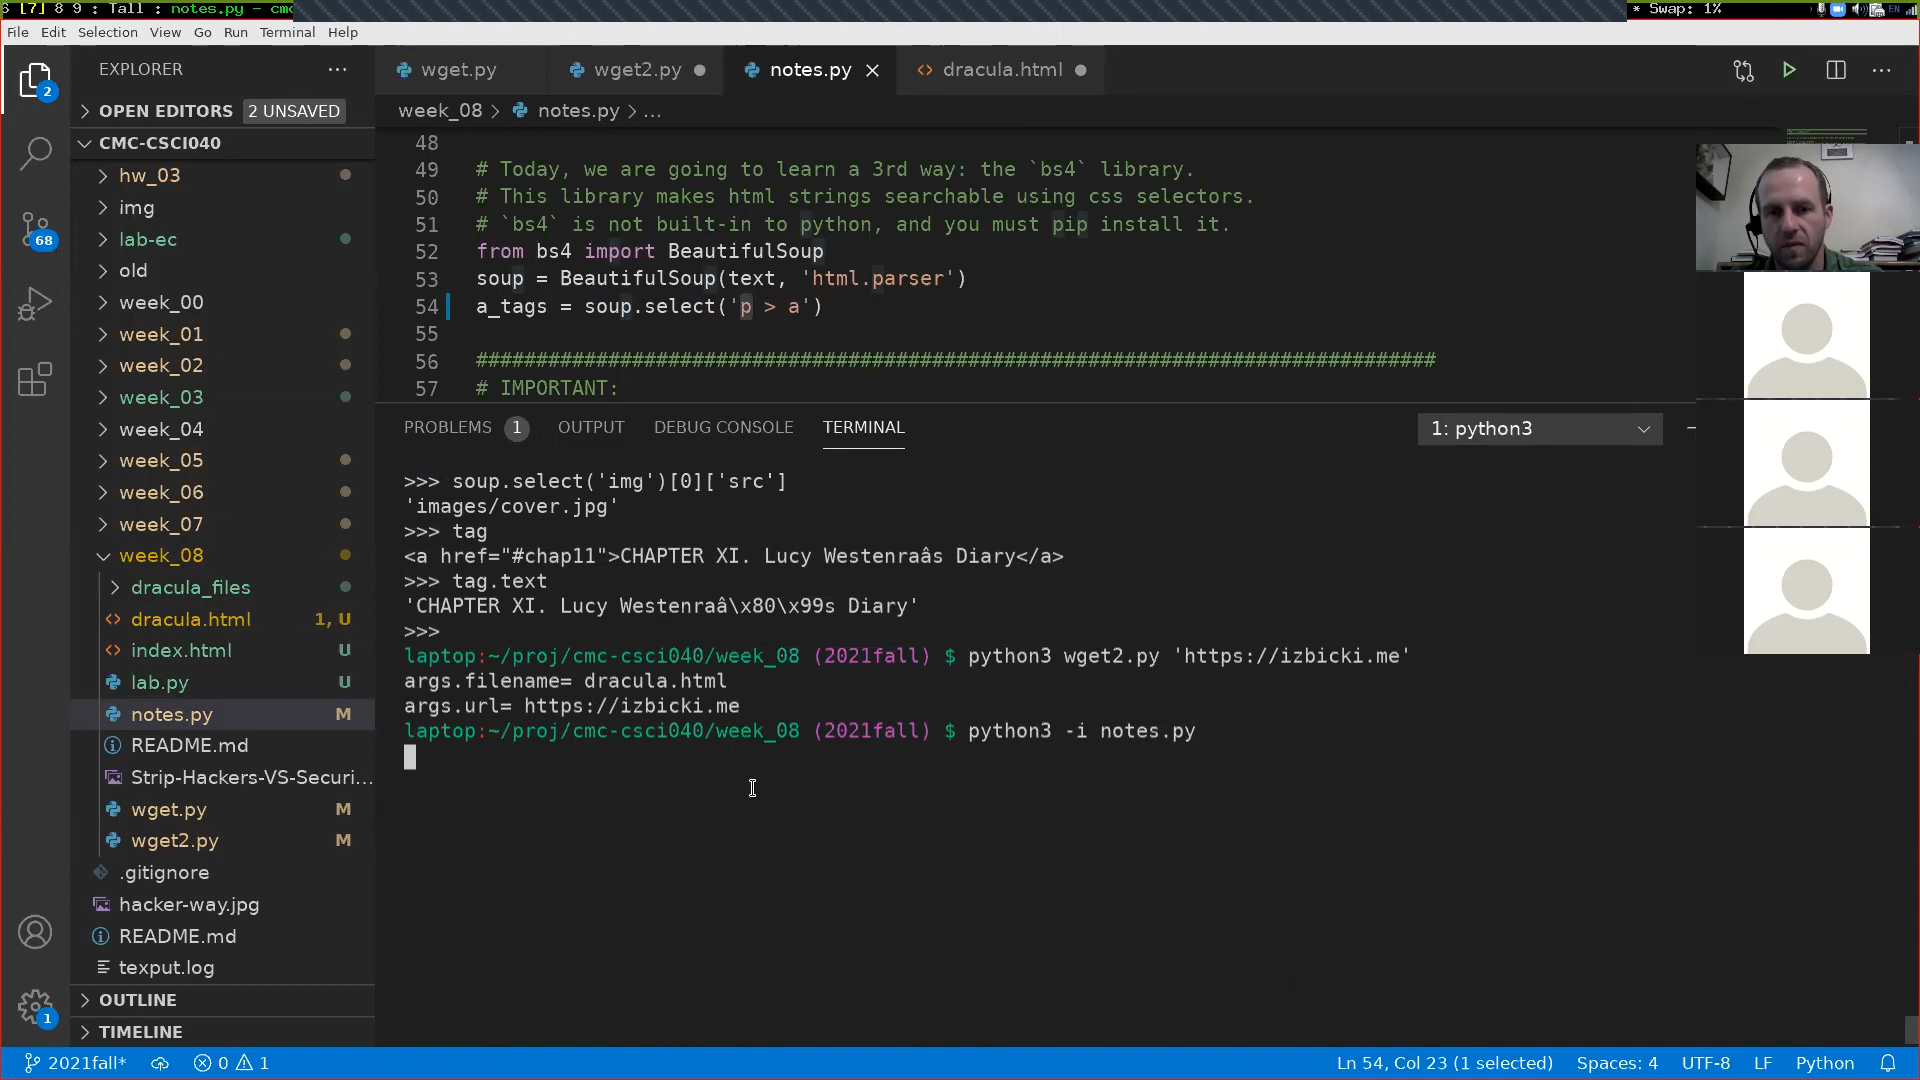 6 [7] 8 9 : Tall : notes.py - cmc
* Swap: 1%
EN
File Edit Selection View Go Run Terminal Help
EXPLORER
OPEN EDITORS 2 UNSAVED
CMC-CSCI040
hw_03
img
lab-ec
old
week_00
week_01
week_02
week_03
week_04
week_05
week_06
week_07
week_08
dracula_files
dracula.html 1, U
index.html U
lab.py U
notes.py M
README.md
Strip-Hackers-VS-Securi...
wget.py M
wget2.py M
.gitignore
hacker-way.jpg
README.md
texput.log
OUTLINE
TIMELINE
2
68
1
wget.py wget2.py notes.py dracula.html
week_08 > notes.py > ...
48
49 # Today, we are going to learn a 3rd way: the `bs4` library.
50 # This library makes html strings searchable using css selectors.
51 # `bs4` is not built-in to python, and you must pip install it.
52 from bs4 import BeautifulSoup
53 soup = BeautifulSoup(text, 'html.parser')
54 a_tags = soup.select('p > a')
55
56 ################################################################################
57 # IMPORTANT:
PROBLEMS 1 OUTPUT DEBUG CONSOLE TERMINAL 1: python3
>>> soup.select('img')[0]['src']
'images/cover.jpg'
>>> tag
<a href="#chap11">CHAPTER XI. Lucy Westenraâs Diary</a>
>>> tag.text
'CHAPTER XI. Lucy Westenraâ\x80\x99s Diary'
>>>
laptop:~/proj/cmc-csci040/week_08 (2021fall) $ python3 wget2.py 'https://izbicki.me'
args.filename= dracula.html
args.url= https://izbicki.me
laptop:~/proj/cmc-csci040/week_08 (2021fall) $ python3 -i notes.py
2021fall* 0 1 Ln 54, Col 23 (1 selected) Spaces: 4 UTF-8 LF Python